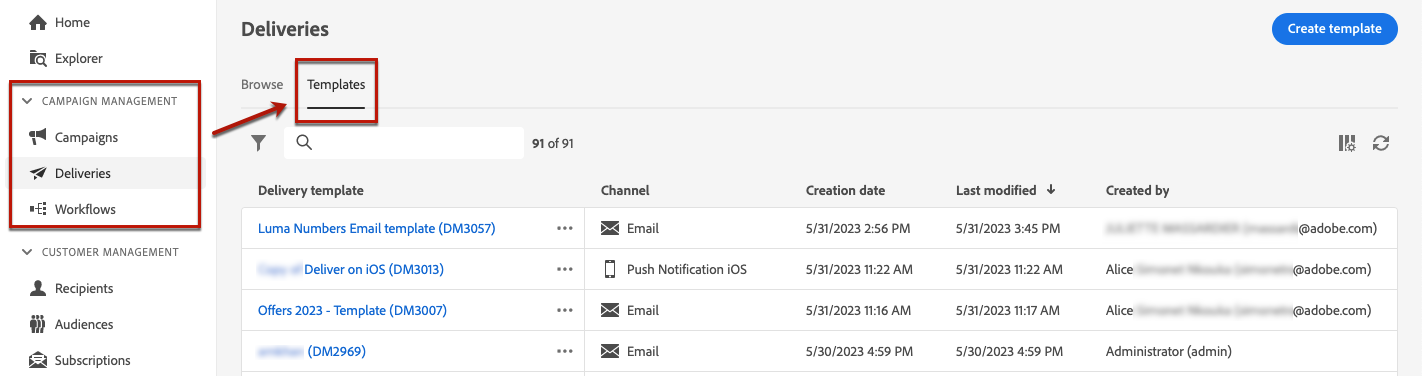 Home
Explorer
CAMPAIGN MANAGEMENT
Campaigns
Deliveries
Workflows
CUSTOMER MANAGEMENT
Recipients
Audiences
Subscriptions
Deliveries
Create template
Browse Templates
91 of 91
Delivery template Channel Creation date Last modified Created by
Luma Numbers Email template (DM3057) Email 5/31/2023 2:56 PM 5/31/2023 3:45 PM @adobe.com)
Deliver on iOS (DM3013) Push Notification iOS 5/31/2023 11:22 AM 5/31/2023 11:22 AM Alice @adobe.com)
Offers 2023 - Template (DM3007) Email 5/31/2023 11:16 AM 5/31/2023 11:17 AM Alice @adobe.com)
(DM2969) Email 5/30/2023 4:59 PM 5/30/2023 4:59 PM Administrator (admin)